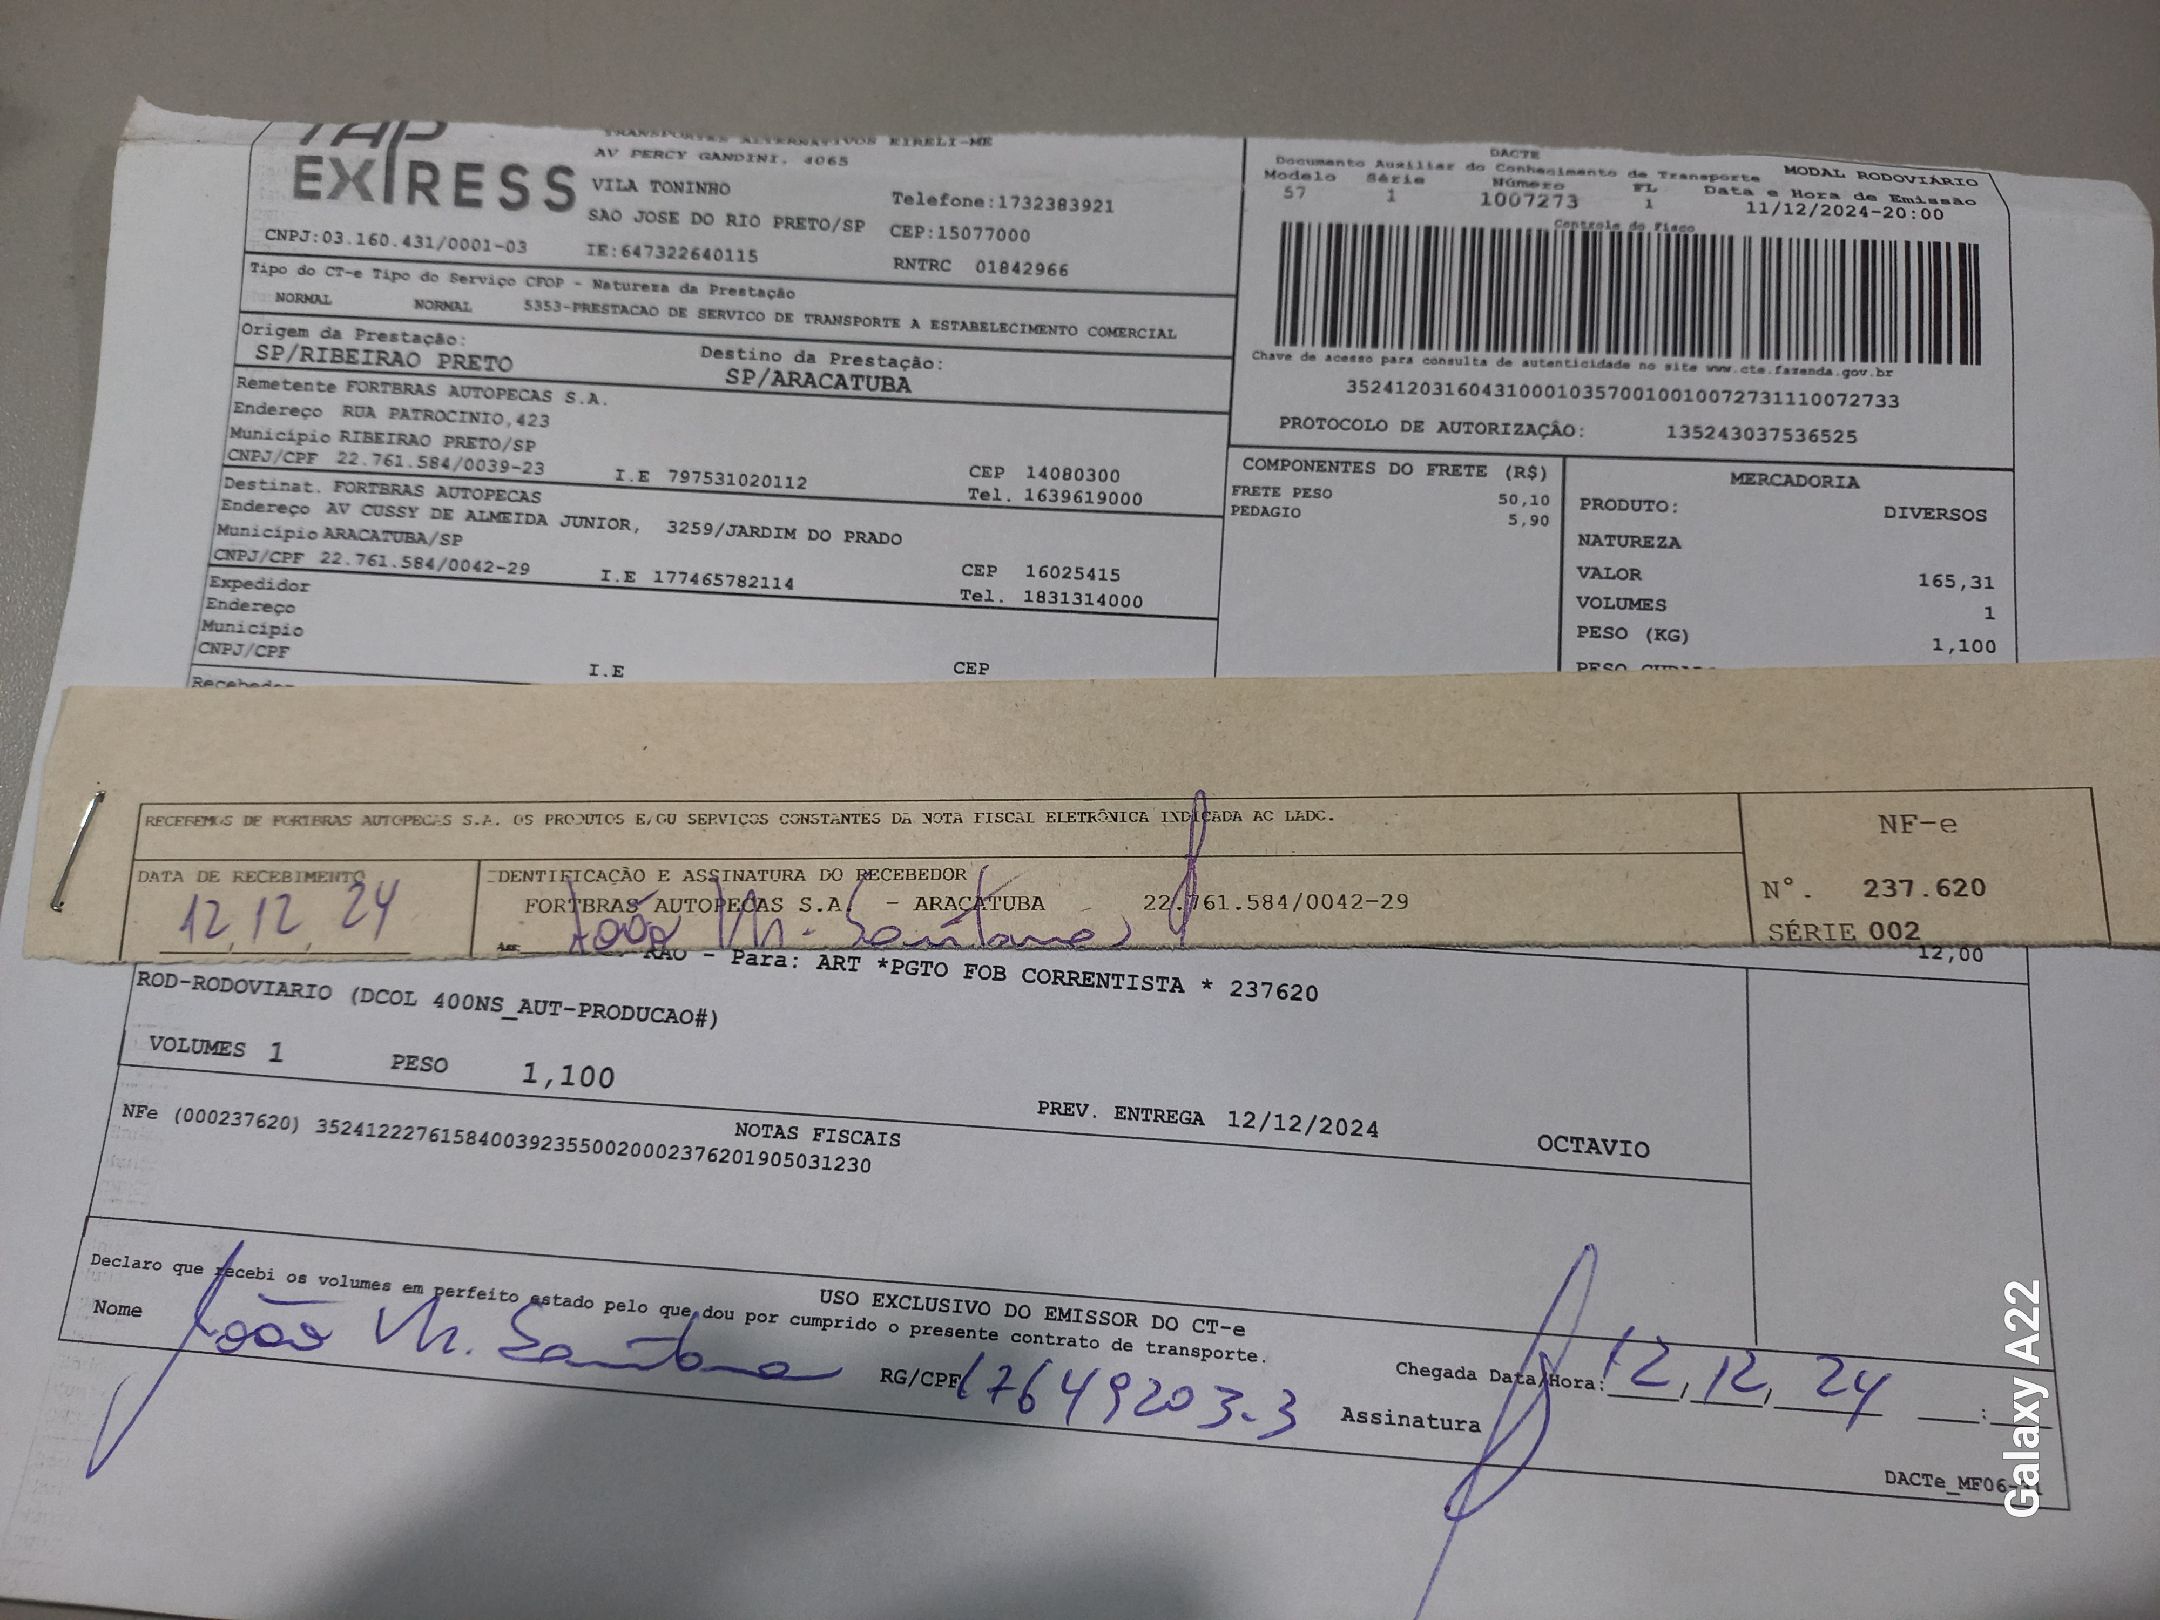 TAP
EXPRESS
TRANSPORTES ALTERNATIVOS EIRELI-ME
AV PERCY GANDINI, 4065
VILA TONINHO
SAO JOSE DO RIO PRETO/SP
Telefone:1732383921
CEP:15077000
CNPJ:03.160.431/0001-03 IE:647322640115 RNTRC 01842966
DACTE
Documento Auxiliar do Conhecimento de Transporte MODAL RODOVIÁRIO
Modelo Série Número FL Data e Hora de Emissão
57 1 1007273 1 11/12/2024-20:00
Controle do Fisco
Chave de acesso para consulta de autenticidade no site www.cte.fazenda.gov.br
35241203160431000103570010010072731110072733
PROTOCOLO DE AUTORIZAÇÃO: 135243037536525
Tipo do CT-e Tipo do Serviço CFOP - Natureza da Prestação
NORMAL NORMAL 5353-PRESTACAO DE SERVICO DE TRANSPORTE A ESTABELECIMENTO COMERCIAL
Origem da Prestação: Destino da Prestação:
SP/RIBEIRAO PRETO SP/ARACATUBA
Remetente FORTBRAS AUTOPECAS S.A.
Endereço RUA PATROCINIO,423
Município RIBEIRAO PRETO/SP CEP 14080300
CNPJ/CPF 22.761.584/0039-23 I.E 797531020112 Tel. 1639619000
Destinat. FORTBRAS AUTOPECAS
Endereço AV CUSSY DE ALMEIDA JUNIOR, 3259/JARDIM DO PRADO
Município ARACATUBA/SP CEP 16025415
CNPJ/CPF 22.761.584/0042-29 I.E 177465782114 Tel. 1831314000
Expedidor
Endereço
Município
CNPJ/CPF I.E CEP
COMPONENTES DO FRETE (R$)
FRETE PESO 50,10
PEDAGIO 5,90
MERCADORIA
PRODUTO: DIVERSOS
NATUREZA
VALOR 165,31
VOLUMES 1
PESO (KG) 1,100
RECEBEMOS DE FORTBRAS AUTOPECAS S.A. OS PRODUTOS E/OU SERVIÇOS CONSTANTES DA NOTA FISCAL ELETRÔNICA INDICADA AO LADO.
DATA DE RECEBIMENTO
12,12,24
IDENTIFICAÇÃO E ASSINATURA DO RECEBEDOR
FORTBRAS AUTOPECAS S.A. - ARACATUBA 22.761.584/0042-29
João M. Santana
NF-e
N°. 237.620
SÉRIE 002
12,00
RAO - Para: ART *PGTO FOB CORRENTISTA * 237620
ROD-RODOVIARIO (DCOL 400NS_AUT-PRODUCAO#)
VOLUMES 1 PESO 1,100 PREV. ENTREGA 12/12/2024 OCTAVIO
NOTAS FISCAIS
NFe (000237620) 35241222761584003923550020002376201905031230
USO EXCLUSIVO DO EMISSOR DO CT-e
Declaro que recebi os volumes em perfeito estado pelo que dou por cumprido o presente contrato de transporte.
Nome João M. Santana RG/CPF 17649203-3 Chegada Data/Hora: 12,12,24 :
Assinatura
DACTe_MF06
Galaxy A22